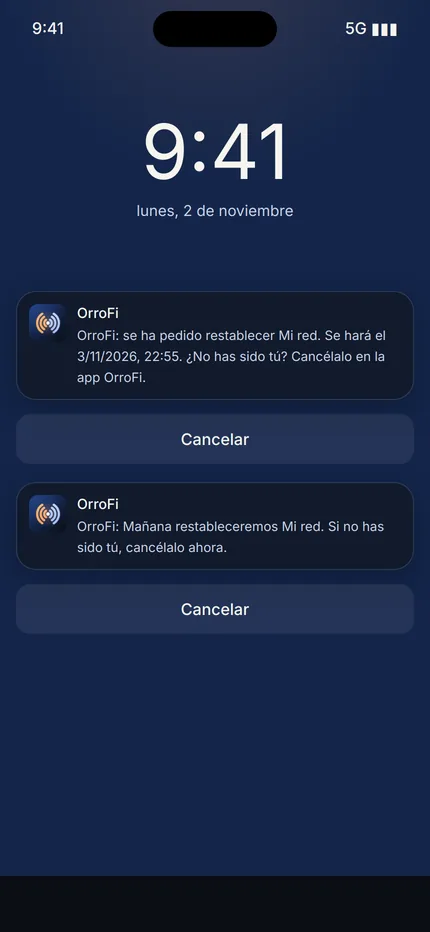 9:41
5G
9:41
lunes, 2 de noviembre
OrroFi
OrroFi: se ha pedido restablecer Mi red. Se hará el
3/11/2026, 22:55. ¿No has sido tú? Cancélalo en la
app OrroFi.
Cancelar
OrroFi
OrroFi: Mañana restableceremos Mi red. Si no has
sido tú, cancélalo ahora.
Cancelar